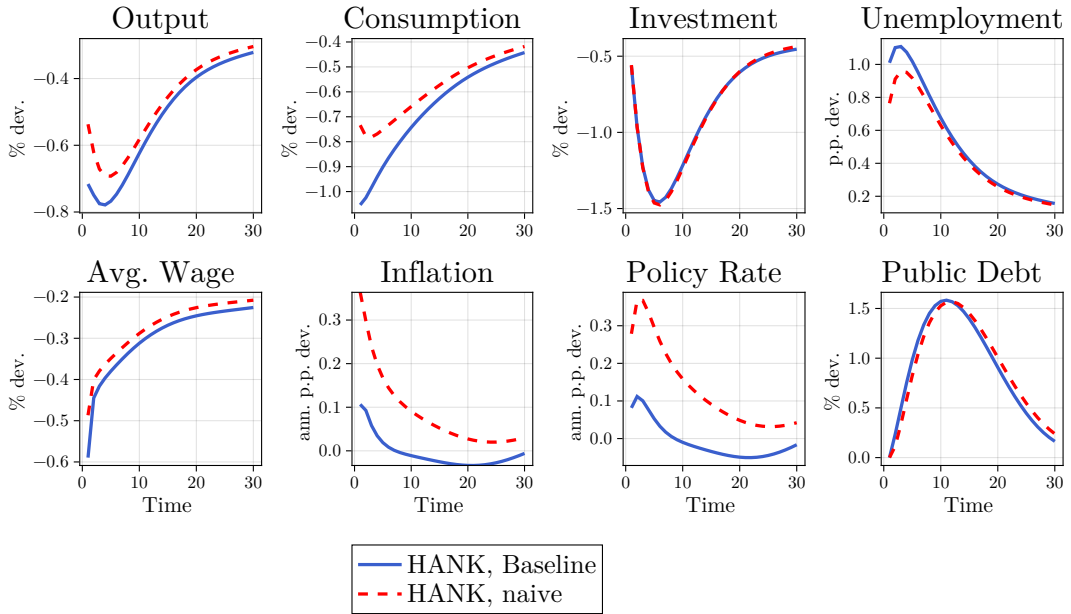 Output
% dev.
−0.4
−0.6
−0.8
0 10 20 30
Consumption
% dev.
−0.4
−0.5
−0.6
−0.7
−0.8
−0.9
−1.0
0 10 20 30
Investment
% dev.
−0.5
−1.0
−1.5
0 10 20 30
Unemployment
p.p. dev.
1.0
0.8
0.6
0.4
0.2
0 10 20 30
Avg. Wage
% dev.
−0.2
−0.3
−0.4
−0.5
−0.6
0 10 20 30
Time
Inflation
ann. p.p. dev.
0.3
0.2
0.1
0.0
0 10 20 30
Time
Policy Rate
ann. p.p. dev.
0.3
0.2
0.1
0.0
0 10 20 30
Time
Public Debt
% dev.
1.5
1.0
0.5
0.0
0 10 20 30
Time
HANK, Baseline
HANK, naive